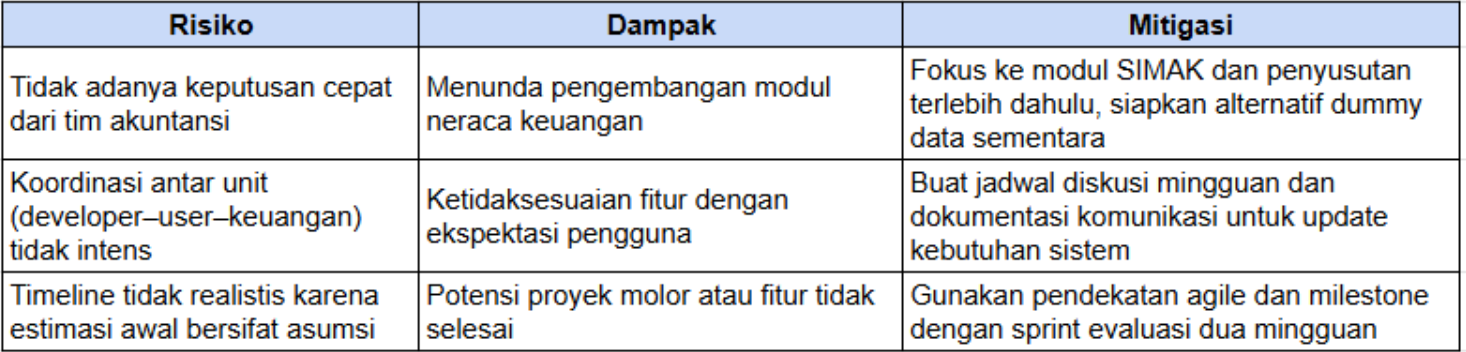 Risiko
Dampak
Mitigasi
Tidak adanya keputusan cepat
dari tim akuntansi
Menunda pengembangan modul
neraca keuangan
Fokus ke modul SIMAK dan penyusutan
terlebih dahulu, siapkan alternatif dummy
data sementara
Koordinasi antar unit
(developer–user–keuangan)
tidak intens
Ketidaksesuaian fitur dengan
ekspektasi pengguna
Buat jadwal diskusi mingguan dan
dokumentasi komunikasi untuk update
kebutuhan sistem
Timeline tidak realistis karena
estimasi awal bersifat asumsi
Potensi proyek molor atau fitur tidak
selesai
Gunakan pendekatan agile dan milestone
dengan sprint evaluasi dua mingguan